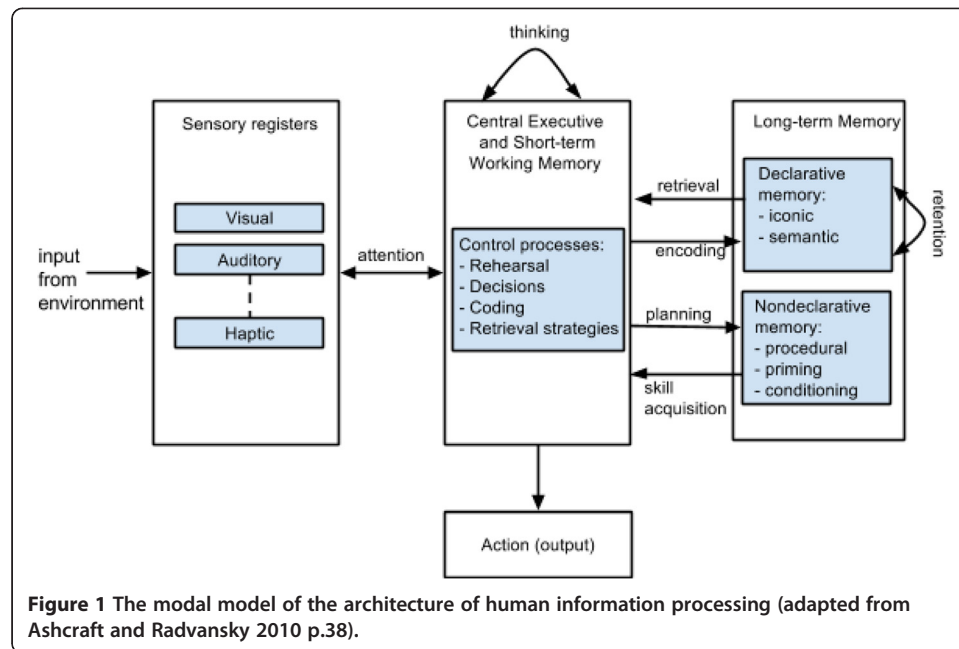 thinking
Sensory registers
Visual
Auditory
Haptic
input
from
environment
attention
Central Executive
and Short-term
Working Memory
Control processes:
- Rehearsal
- Decisions
- Coding
- Retrieval strategies
retrieval
encoding
planning
skill
acquisition
Long-term Memory
Declarative
memory:
- iconic
- semantic
retention
Nondeclarative
memory:
- procedural
- priming
- conditioning
Action (output)
Figure 1 The modal model of the architecture of human information processing (adapted from
Ashcraft and Radvansky 2010 p.38).